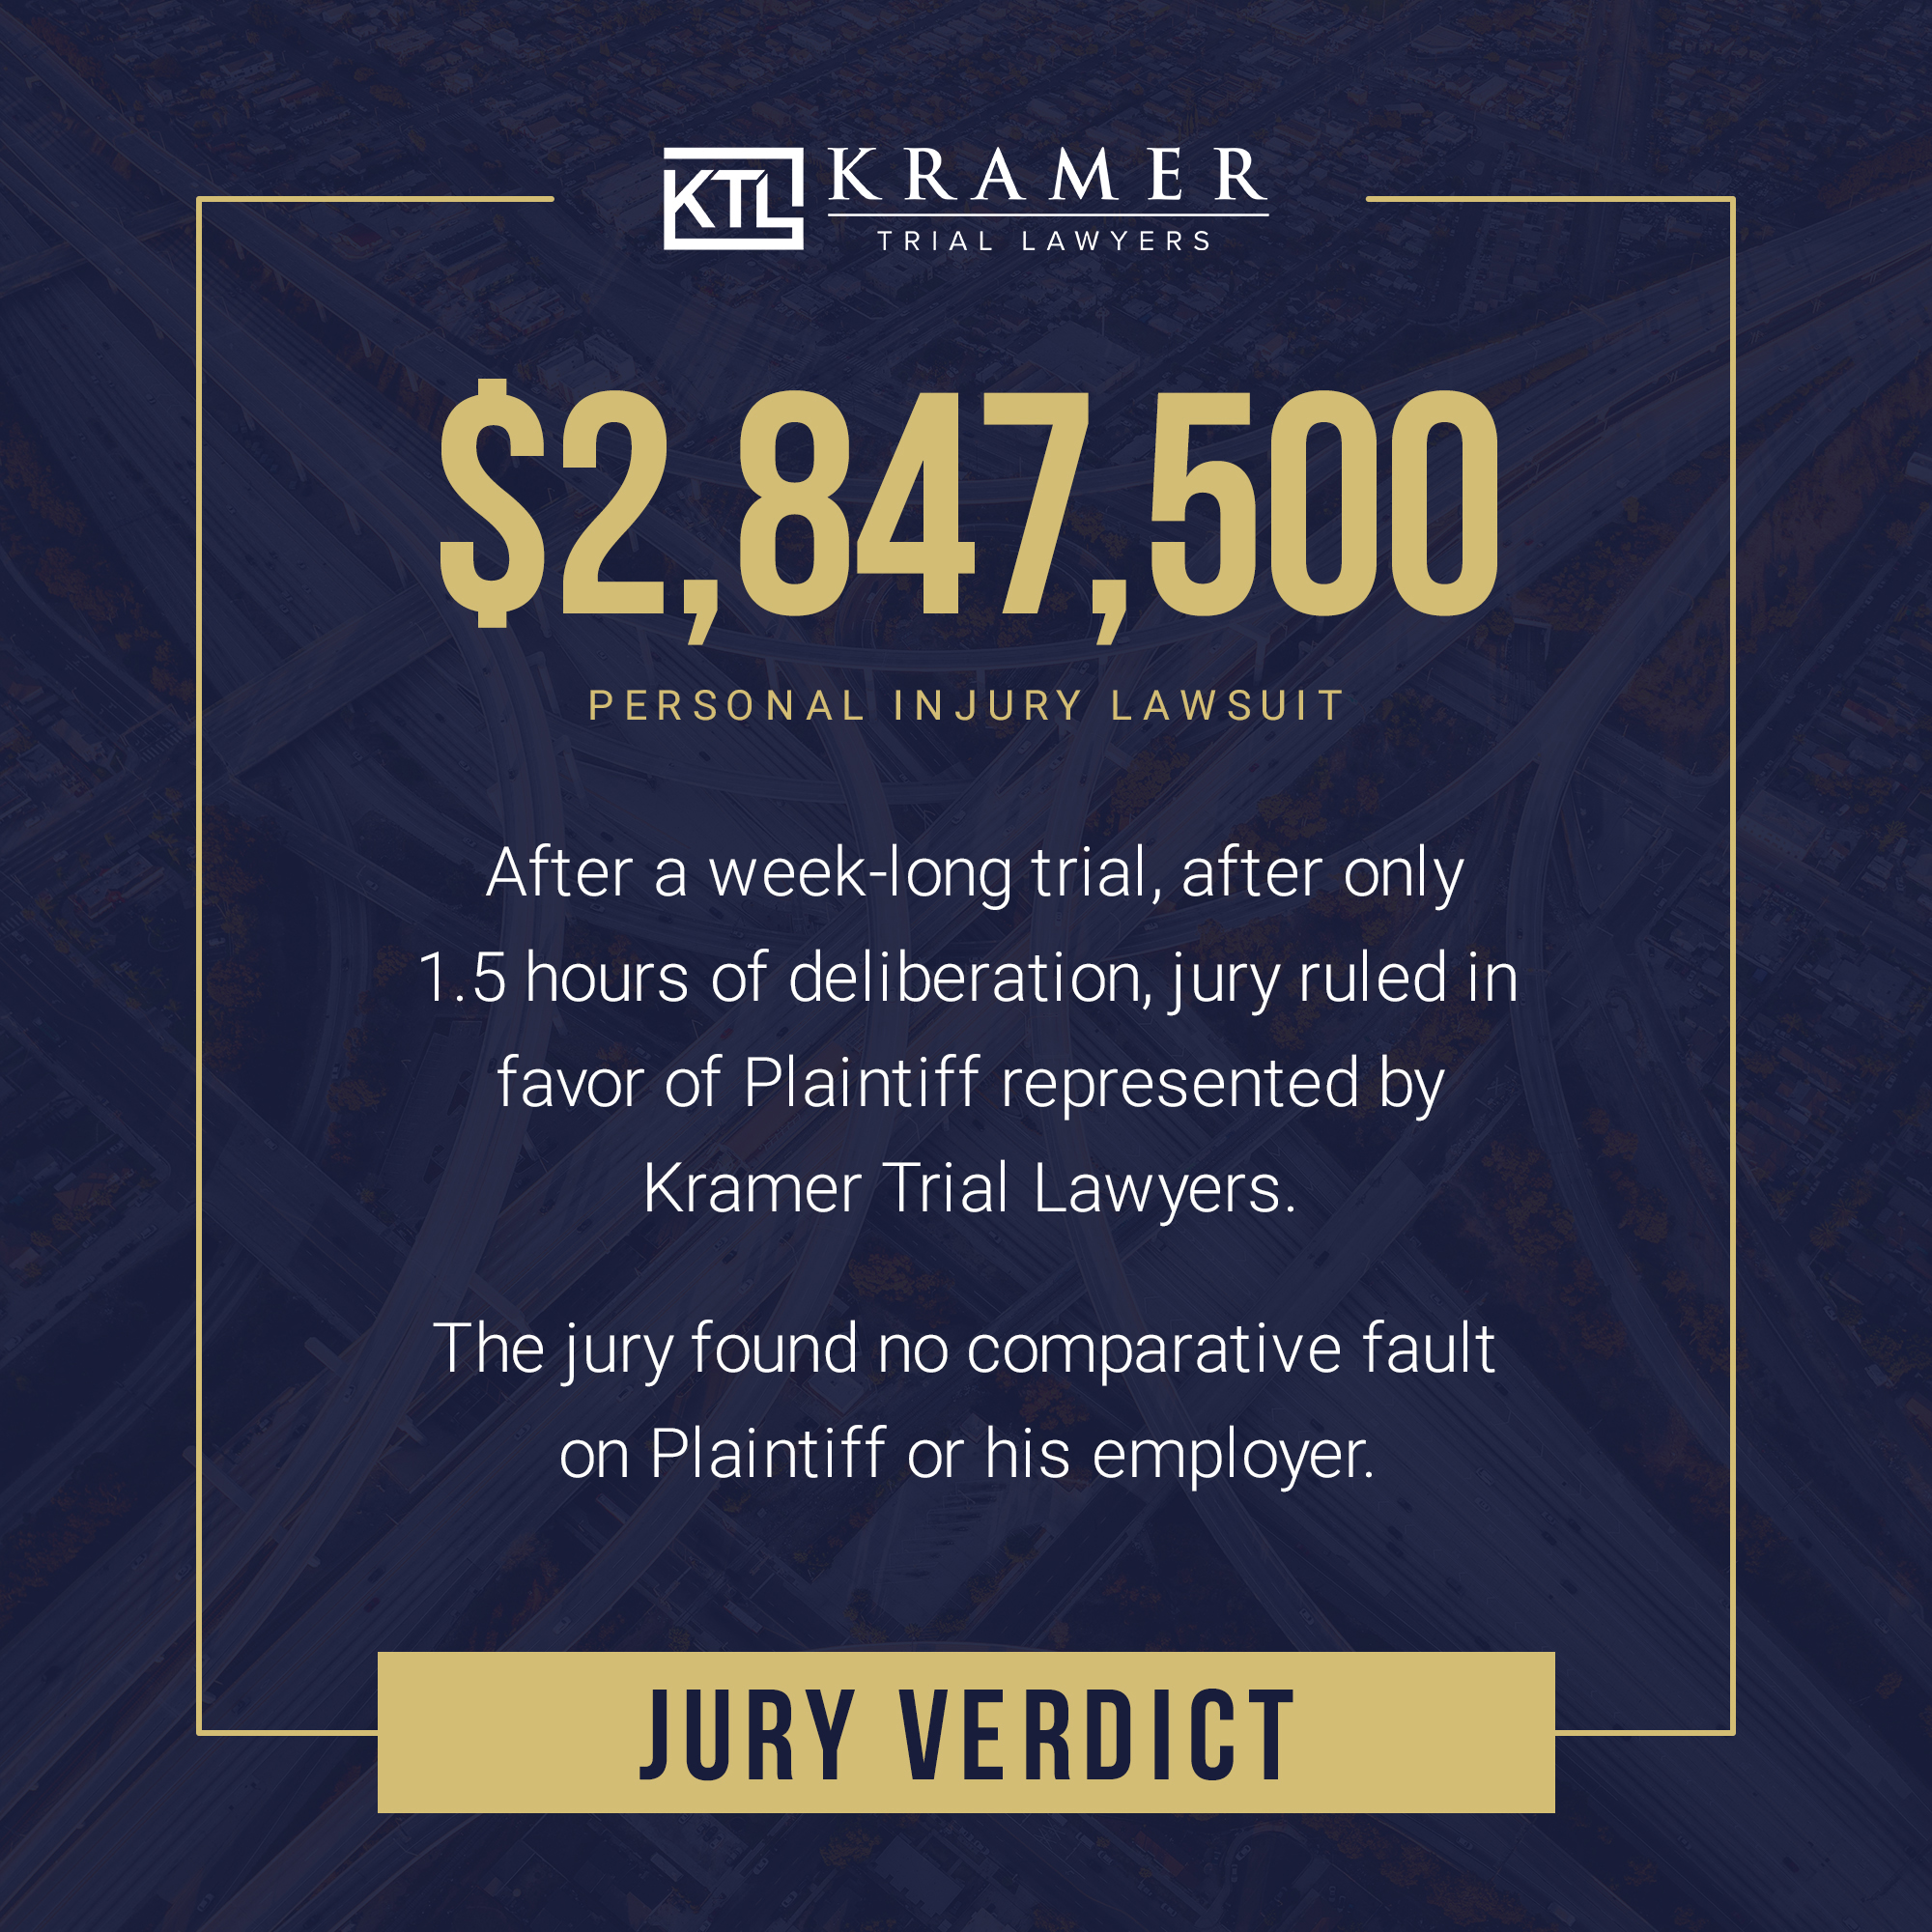 KTL KRAMER
TRIAL LAWYERS
$2,847,500
PERSONAL INJURY LAWSUIT
After a week-long trial, after only
1.5 hours of deliberation, jury ruled in
favor of Plaintiff represented by
Kramer Trial Lawyers.
The jury found no comparative fault
on Plaintiff or his employer.
JURY VERDICT